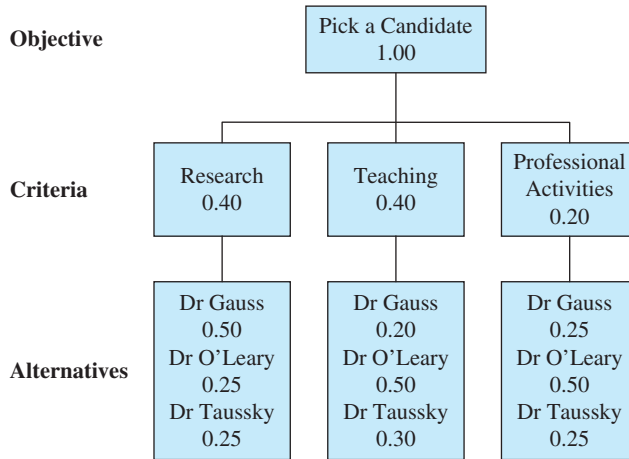 Objective
Pick a Candidate
1.00
Criteria
Research
0.40
Teaching
0.40
Professional
Activities
0.20
Alternatives
Dr Gauss
0.50
Dr O’Leary
0.25
Dr Taussky
0.25
Dr Gauss
0.20
Dr O’Leary
0.50
Dr Taussky
0.30
Dr Gauss
0.25
Dr O’Leary
0.50
Dr Taussky
0.25